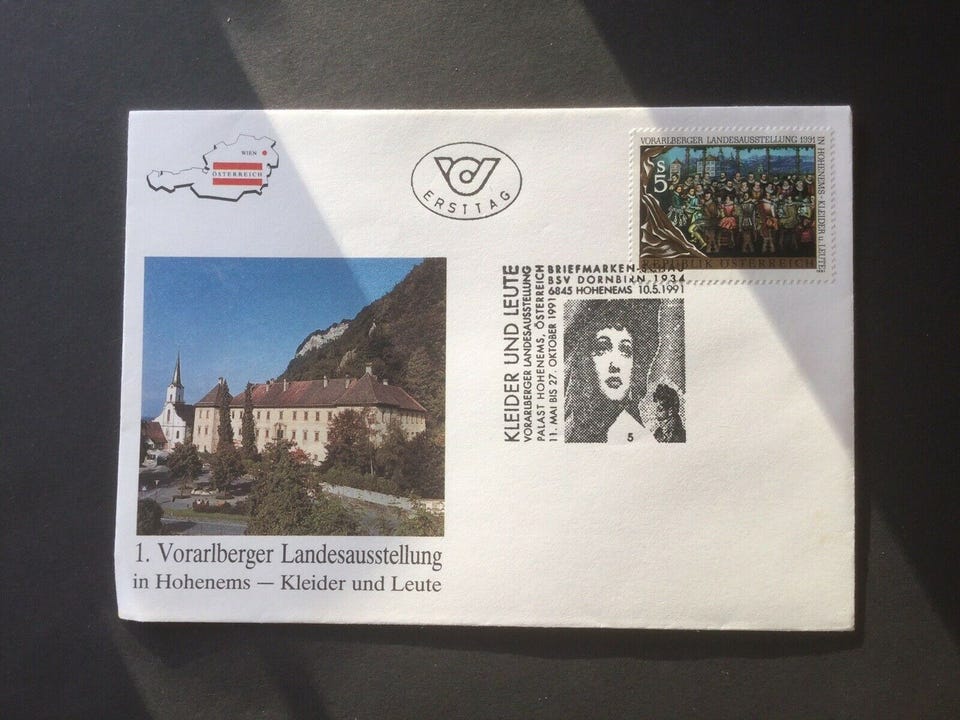 WIEN
ÖSTERREICH
ERSTTAG
VORARLBERGER LANDESAUSSTELLUNG 1991
IN HOHENEMS - KLEIDER u. LEUTE
S
5
REPUBLIK ÖSTERREICH
KLEIDER UND LEUTE
VORARLBERGER LANDESAUSSTELLUNG
PALAST HOHENEMS, ÖSTERREICH
11. MAI BIS 27. OKTOBER 1991
BRIEFMARKEN-SCHAU
BSV DORNBIRN 1934
6845 HOHENEMS 10.5.1991
5
1. Vorarlberger Landesausstellung
in Hohenems — Kleider und Leute